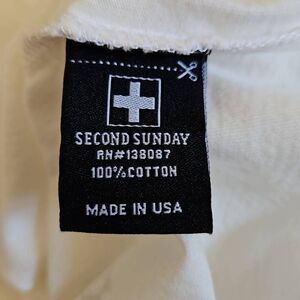 SECOND SUNDAY
RN#138087
100% COTTON
MADE IN USA